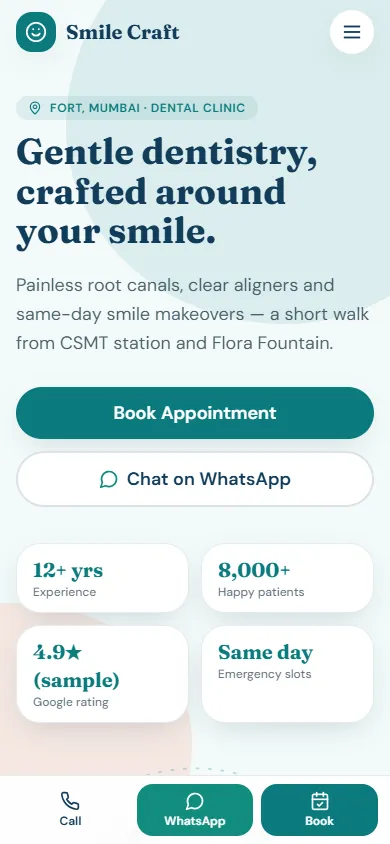 Smile Craft
FORT, MUMBAI · DENTAL CLINIC
Gentle dentistry,
crafted around
your smile.
Painless root canals, clear aligners and
same-day smile makeovers — a short walk
from CSMT station and Flora Fountain.
Book Appointment
Chat on WhatsApp
12+ yrs
Experience
8,000+
Happy patients
4.9★
(sample)
Google rating
Same day
Emergency slots
Call
WhatsApp
Book